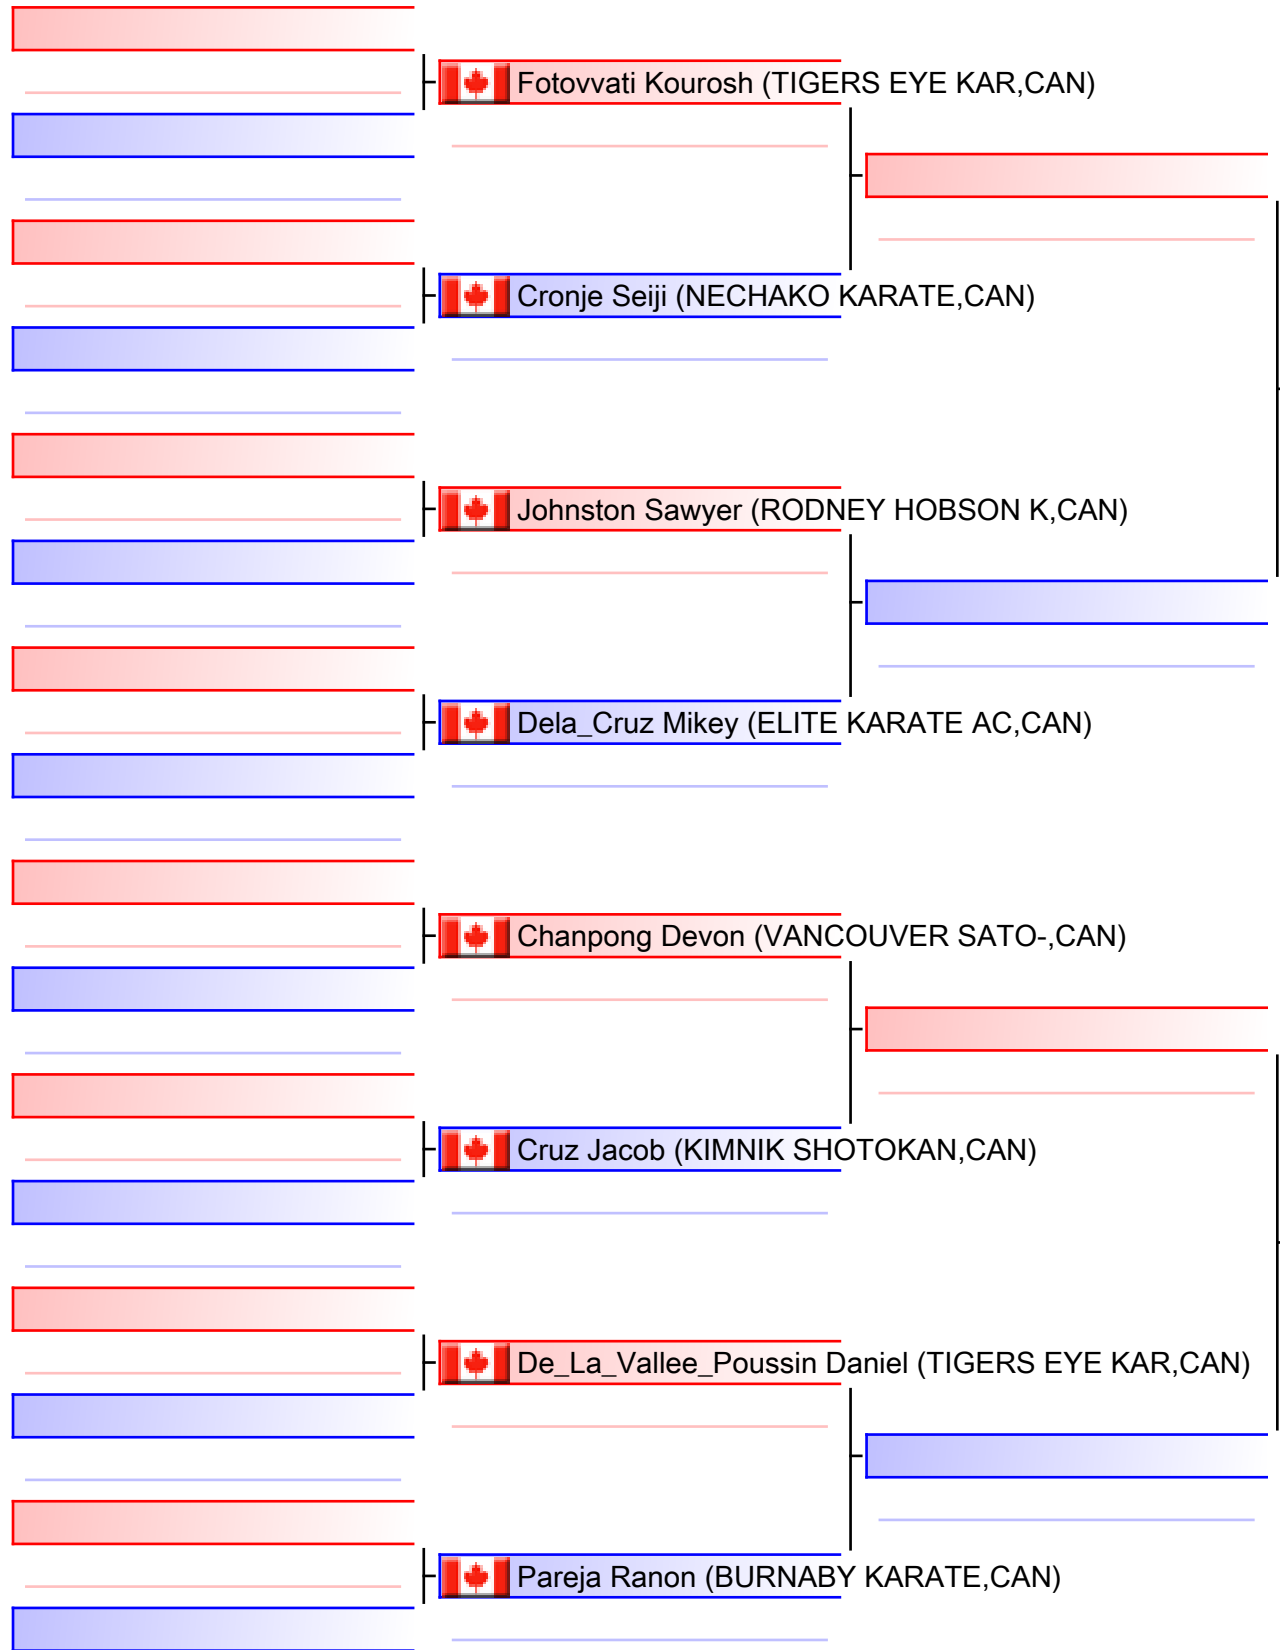 Fotovvati Kourosh (TIGERS EYE KAR,CAN)
Cronje Seiji (NECHAKO KARATE,CAN)
Johnston Sawyer (RODNEY HOBSON K,CAN)
Dela_Cruz Mikey (ELITE KARATE AC,CAN)
Chanpong Devon (VANCOUVER SATO-,CAN)
Cruz Jacob (KIMNIK SHOTOKAN,CAN)
De_La_Vallee_Poussin Daniel (TIGERS EYE KAR,CAN)
Pareja Ranon (BURNABY KARATE,CAN)